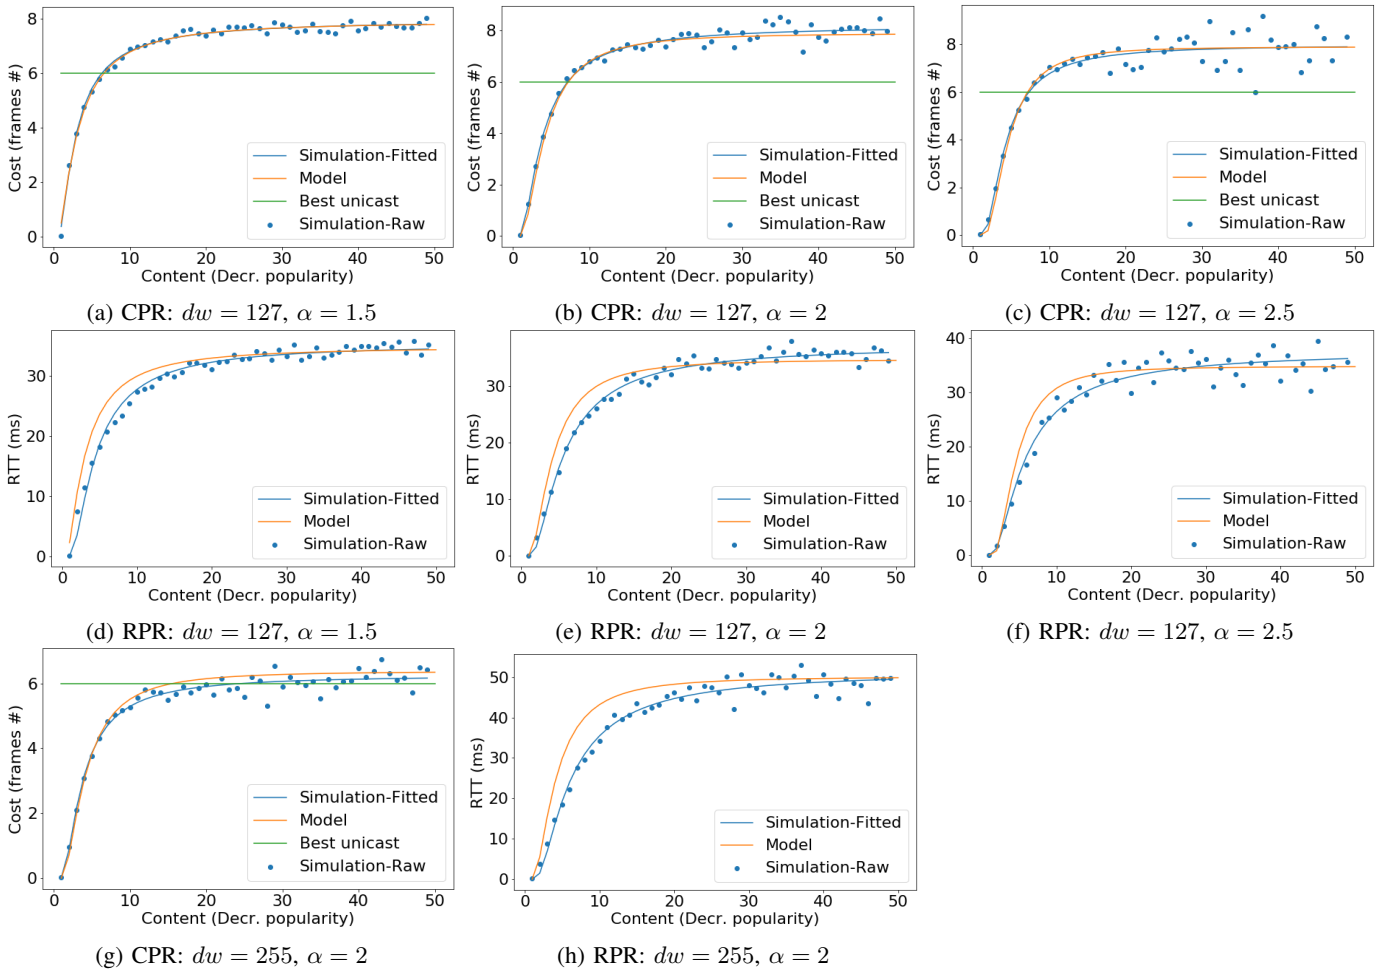 8
6
4
2
0
Cost (frames #)
Simulation-Fitted
Model
Best unicast
Simulation-Raw
0 10 20 30 40 50
Content (Decr. popularity)
(a) CPR: dw = 127, α = 1.5
8
6
4
2
0
Cost (frames #)
Simulation-Fitted
Model
Best unicast
Simulation-Raw
0 10 20 30 40 50
Content (Decr. popularity)
(b) CPR: dw = 127, α = 2
8
6
4
2
0
Cost (frames #)
Simulation-Fitted
Model
Best unicast
Simulation-Raw
0 10 20 30 40 50
Content (Decr. popularity)
(c) CPR: dw = 127, α = 2.5
30
20
10
0
RTT (ms)
Simulation-Fitted
Model
Simulation-Raw
0 10 20 30 40 50
Content (Decr. popularity)
(d) RPR: dw = 127, α = 1.5
30
20
10
0
RTT (ms)
Simulation-Fitted
Model
Simulation-Raw
0 10 20 30 40 50
Content (Decr. popularity)
(e) RPR: dw = 127, α = 2
40
30
20
10
0
RTT (ms)
Simulation-Fitted
Model
Simulation-Raw
0 10 20 30 40 50
Content (Decr. popularity)
(f) RPR: dw = 127, α = 2.5
6
4
2
0
Cost (frames #)
Simulation-Fitted
Model
Best unicast
Simulation-Raw
0 10 20 30 40 50
Content (Decr. popularity)
(g) CPR: dw = 255, α = 2
50
40
30
20
10
0
RTT (ms)
Simulation-Fitted
Model
Simulation-Raw
0 10 20 30 40 50
Content (Decr. popularity)
(h) RPR: dw = 255, α = 2